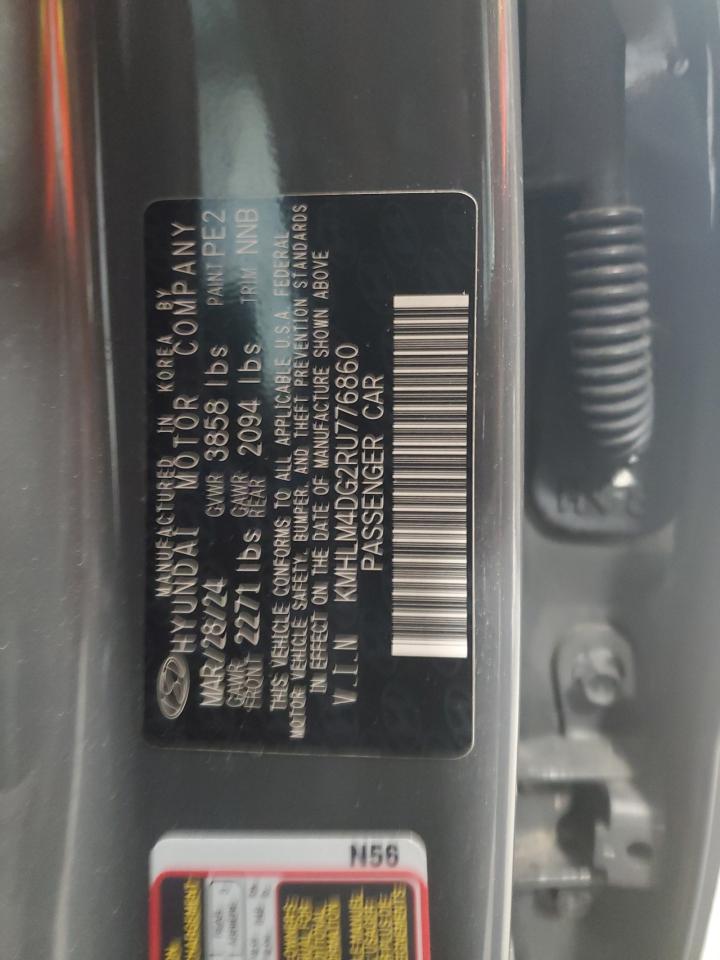 MANUFACTURED IN KOREA BY
HYUNDAI MOTOR COMPANY
MAR/28/24 GVWR 3858 lbs PAINT PE2
GAWR FRONT 2271 lbs GAWR REAR 2094 lbs TRIM NNB
THIS VEHICLE CONFORMS TO ALL APPLICABLE U.S.A. FEDERAL
MOTOR VEHICLE SAFETY, BUMPER, AND THEFT PREVENTION STANDARDS
IN EFFECT ON THE DATE OF MANUFACTURE SHOWN ABOVE
V.I.N KMHLM4DG2RU776860
PASSENGER CAR
N56